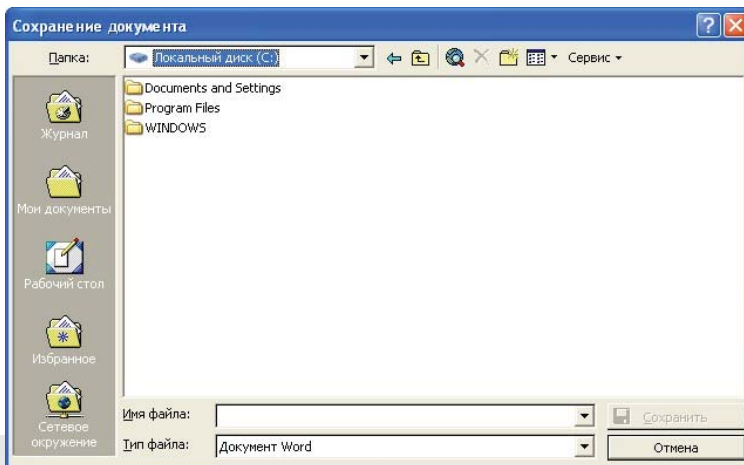 Сохранение документа
Папка:
Локальный диск (C:)
Сервис
Documents and Settings
Program Files
WINDOWS
Журнал
Мои документы
Рабочий стол
Избранное
Сетевое
окружение
Имя файла:
Сохранить
Тип файла:
Документ Word
Отмена